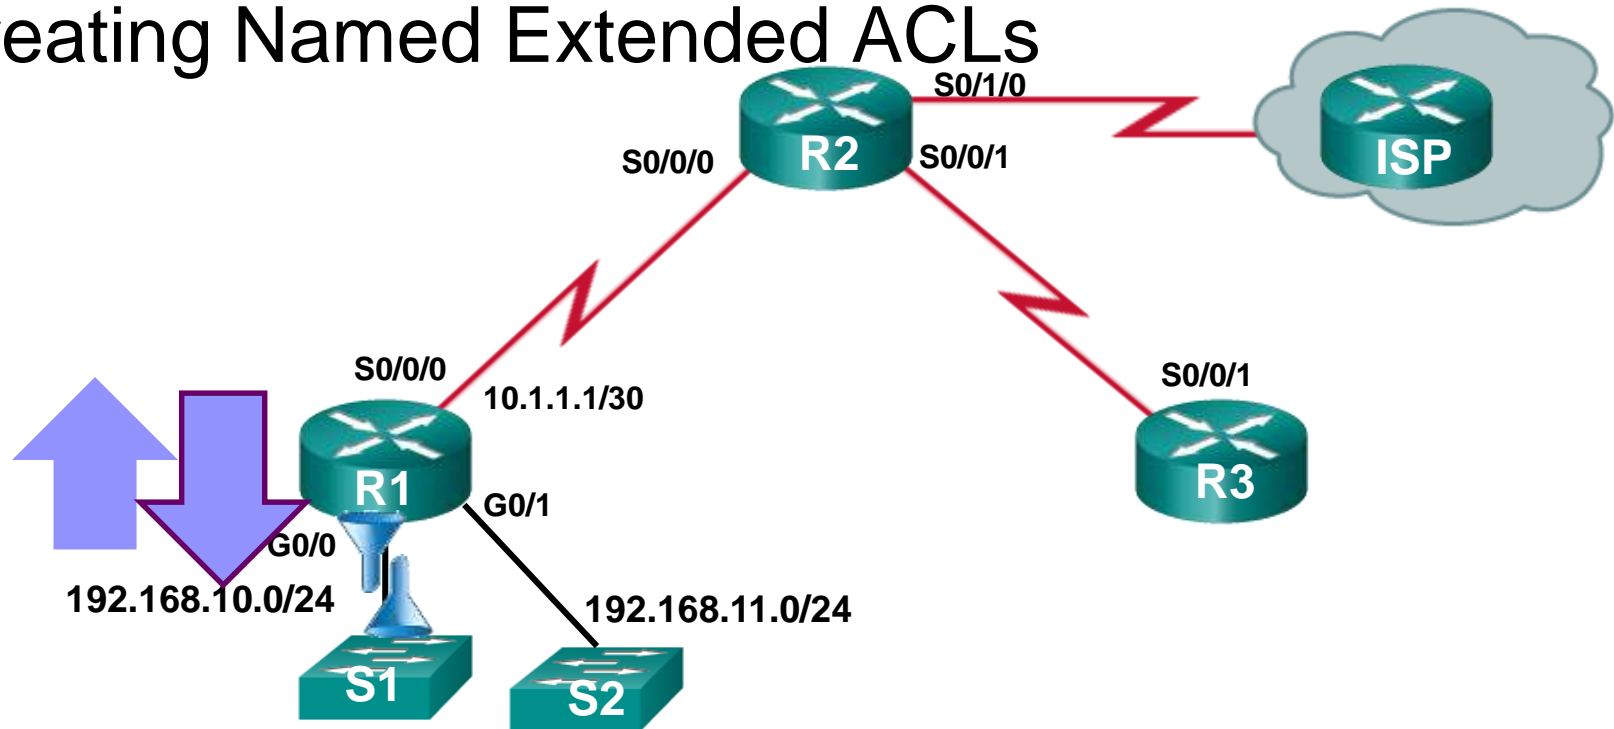 eating Named Extended ACLs
S0/1/0
R2
ISP
S0/0/0
S0/0/1
S0/0/0
10.1.1.1/30
S0/0/1
R1
R3
G0/1
G0/0
192.168.10.0/24
192.168.11.0/24
S1
S2